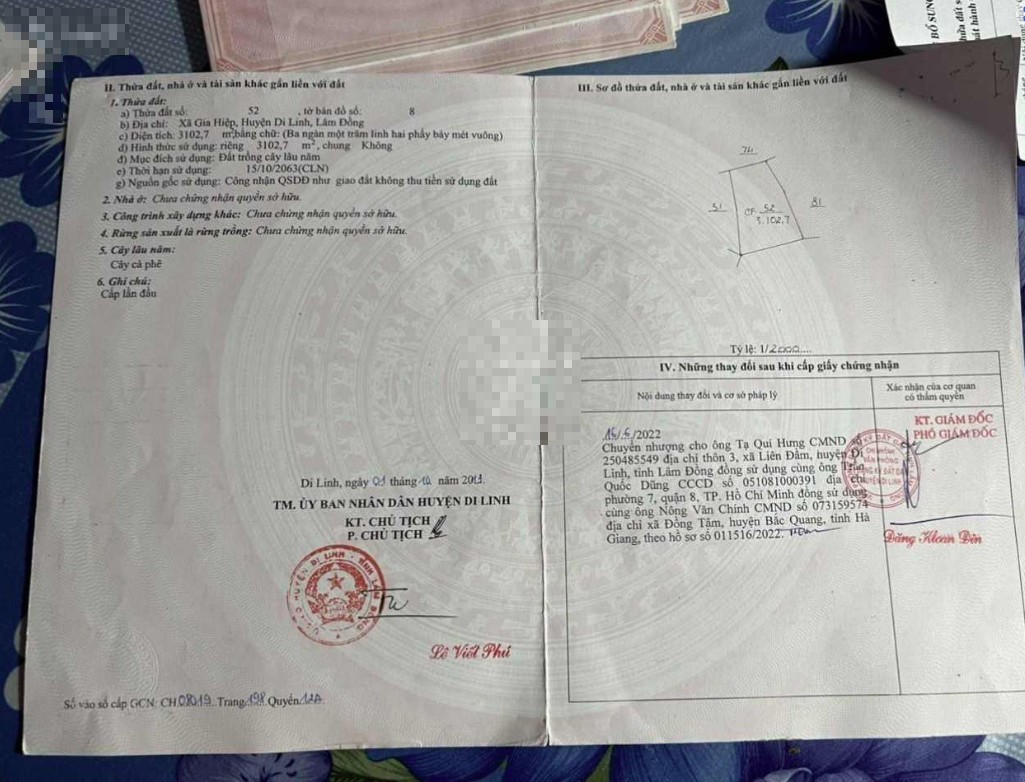 BỔ SUNG
II. Thửa đất, nhà ở và tài sản khác gắn liền với đất
1. Thửa đất:
a) Thửa đất số: 52 , tờ bản đồ số: 8
b) Địa chỉ: Xã Gia Hiệp, Huyện Di Linh, Lâm Đồng
c) Diện tích: 3102,7 m², bằng chữ: (Ba ngàn một trăm linh hai phẩy bảy mét vuông)
d) Hình thức sử dụng: riêng 3102,7 m², chung Không
đ) Mục đích sử dụng: Đất trồng cây lâu năm
e) Thời hạn sử dụng: 15/10/2063(CLN)
g) Nguồn gốc sử dụng: Công nhận QSDĐ như giao đất không thu tiền sử dụng đất
2. Nhà ở: Chưa chứng nhận quyền sở hữu.
3. Công trình xây dựng khác: Chưa chứng nhận quyền sở hữu.
4. Rừng sản xuất là rừng trồng: Chưa chứng nhận quyền sở hữu.
5. Cây lâu năm:
Cây cà phê
6. Ghi chú:
Cấp lần đầu
Di Linh, ngày tháng 10 năm 2013
TM. ỦY BAN NHÂN DÂN HUYỆN DI LINH
KT. CHỦ TỊCH
P. CHỦ TỊCH
Lê Viết Phú
Số vào sổ cấp GCN: CH 08019 Trang 198 Quyển 12A
III. Sơ đồ thửa đất, nhà ở và tài sản khác gắn liền với đất
74
51
81
CF 52
3.102,7
Tỷ lệ: 1/2000....
IV. Những thay đổi sau khi cấp giấy chứng nhận
Nội dung thay đổi và cơ sở pháp lý
Xác nhận của cơ quan
có thẩm quyền
/2022
Chuyển nhượng cho ông Tạ Quí Hưng CMND số
250485549 địa chỉ thôn 3, xã Liên Đầm, huyện Di
Linh, tỉnh Lâm Đồng đồng sử dụng cùng ông Trần
Quốc Dũng CCCD số 051081000391 địa chỉ
phường 7, quận 8, TP. Hồ Chí Minh đồng sử dụng
cùng ông Nông Văn Chính CMND số 073159574
địa chỉ xã Đồng Tâm, huyện Bắc Quang, tỉnh Hà
Giang, theo hồ sơ số 011516/2022.
KT. GIÁM ĐỐC
PHÓ GIÁM ĐỐC